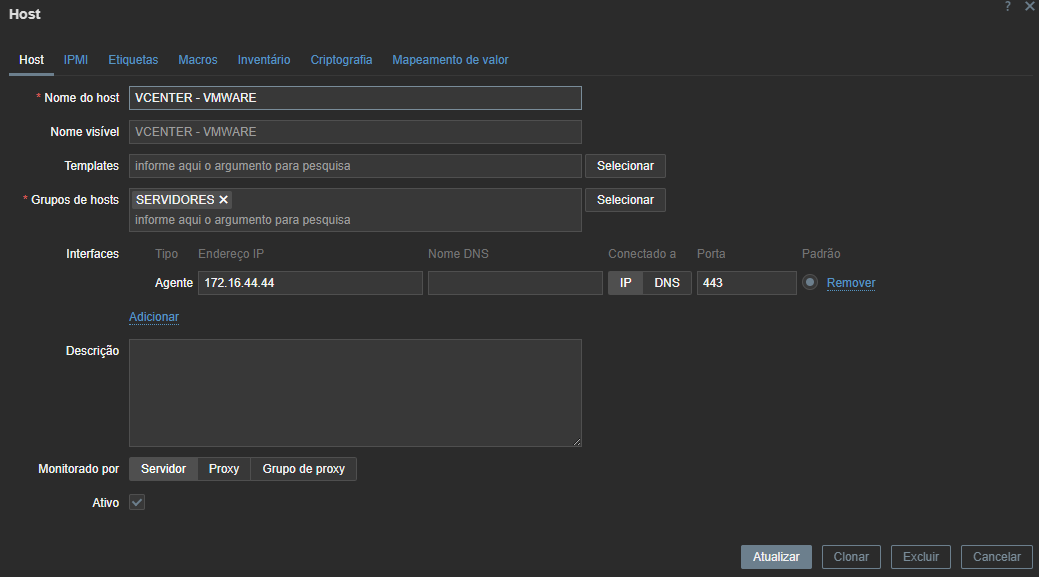 Host
? ✕
Host IPMI Etiquetas Macros Inventário Criptografia Mapeamento de valor
* Nome do host VCENTER - VMWARE
Nome visível VCENTER - VMWARE
Templates informe aqui o argumento para pesquisa Selecionar
* Grupos de hosts SERVIDORES ✕ Selecionar
informe aqui o argumento para pesquisa
Interfaces Tipo Endereço IP Nome DNS Conectado a Porta Padrão
Agente 172.16.44.44 IP DNS 443 Remover
Adicionar
Descrição
Monitorado por Servidor Proxy Grupo de proxy
Ativo
Atualizar Clonar Excluir Cancelar